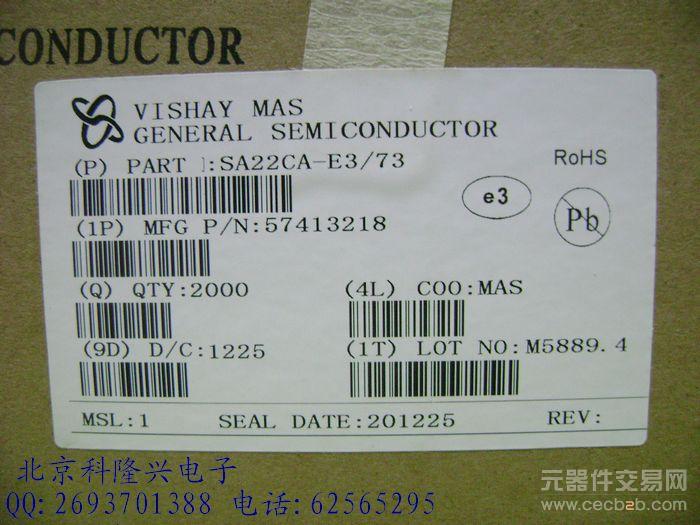 CONDUCTOR
VISHAY MAS
GENERAL SEMICONDUCTOR
(P) PART :SA22CA-E3/73
RoHS
e3
Pb
(1P) MFG P/N:57413218
(Q) QTY:2000
(4L) COO:MAS
(9D) D/C:1225
(1T) LOT NO:M5889.4
MSL:1 SEAL DATE:201225 REV:
北京科隆兴电子
QQ:2693701388 电话:62565295
元器件交易网
www.cecb2b.com